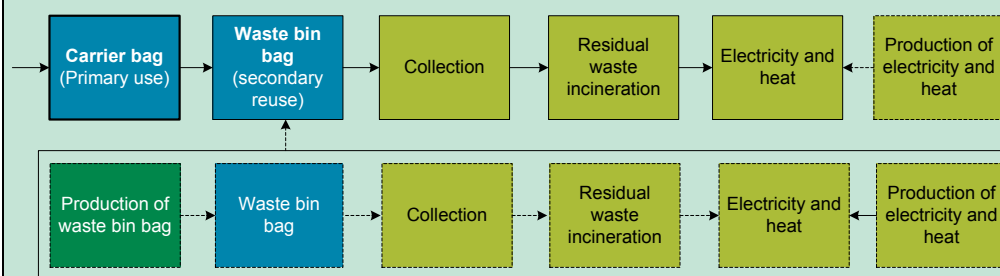 Carrier bag
(Primary use)
Waste bin
bag
(secondary
reuse)
Collection
Residual
waste
incineration
Electricity and
heat
Production of
electricity and
heat
Production of
waste bin bag
Waste bin
bag
Collection
Residual
waste
incineration
Electricity and
heat
Production of
electricity and
heat